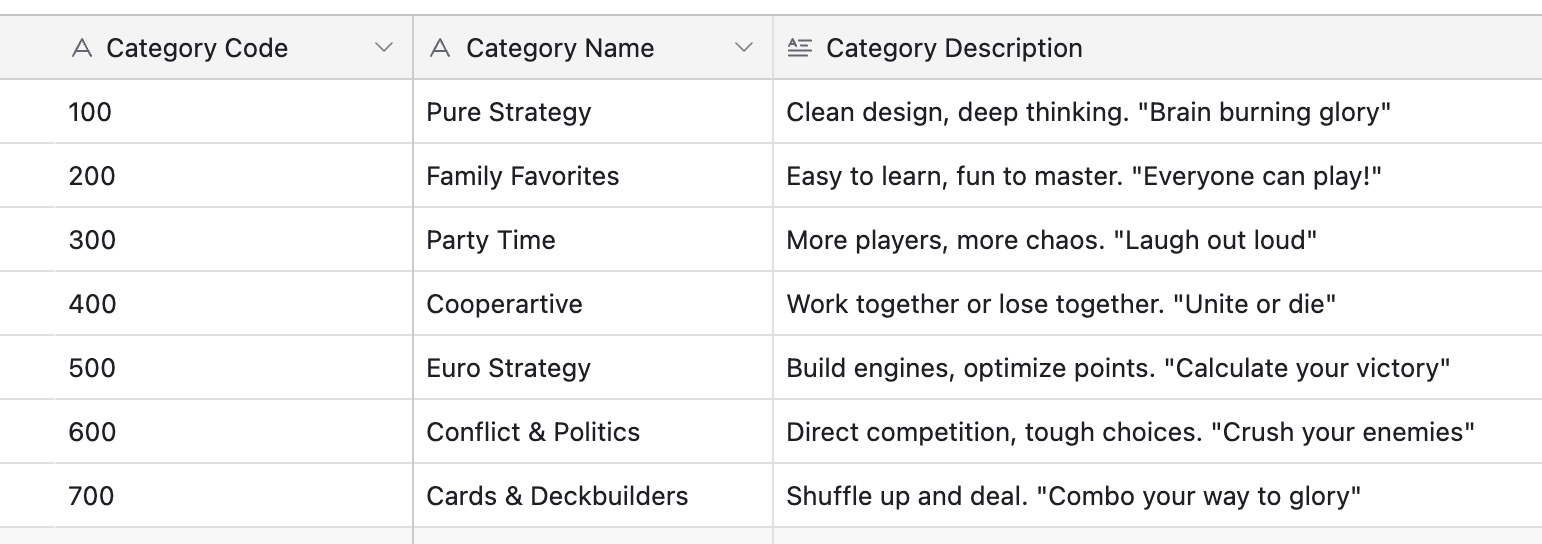 Category Code Category Name Category Description
100 Pure Strategy Clean design, deep thinking. "Brain burning glory"
200 Family Favorites Easy to learn, fun to master. "Everyone can play!"
300 Party Time More players, more chaos. "Laugh out loud"
400 Cooperartive Work together or lose together. "Unite or die"
500 Euro Strategy Build engines, optimize points. "Calculate your victory"
600 Conflict & Politics Direct competition, tough choices. "Crush your enemies"
700 Cards & Deckbuilders Shuffle up and deal. "Combo your way to glory"